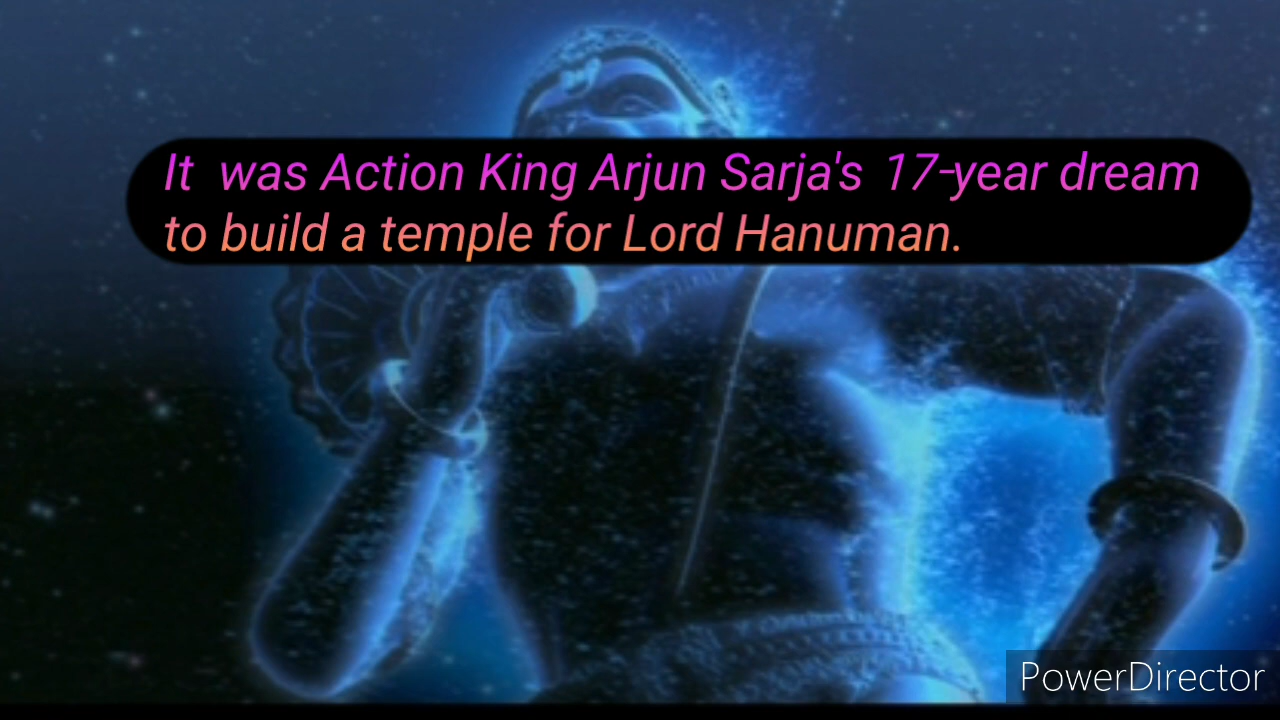 It was Action King Arjun Sarja's 17-year dream
to build a temple for Lord Hanuman.
PowerDirector